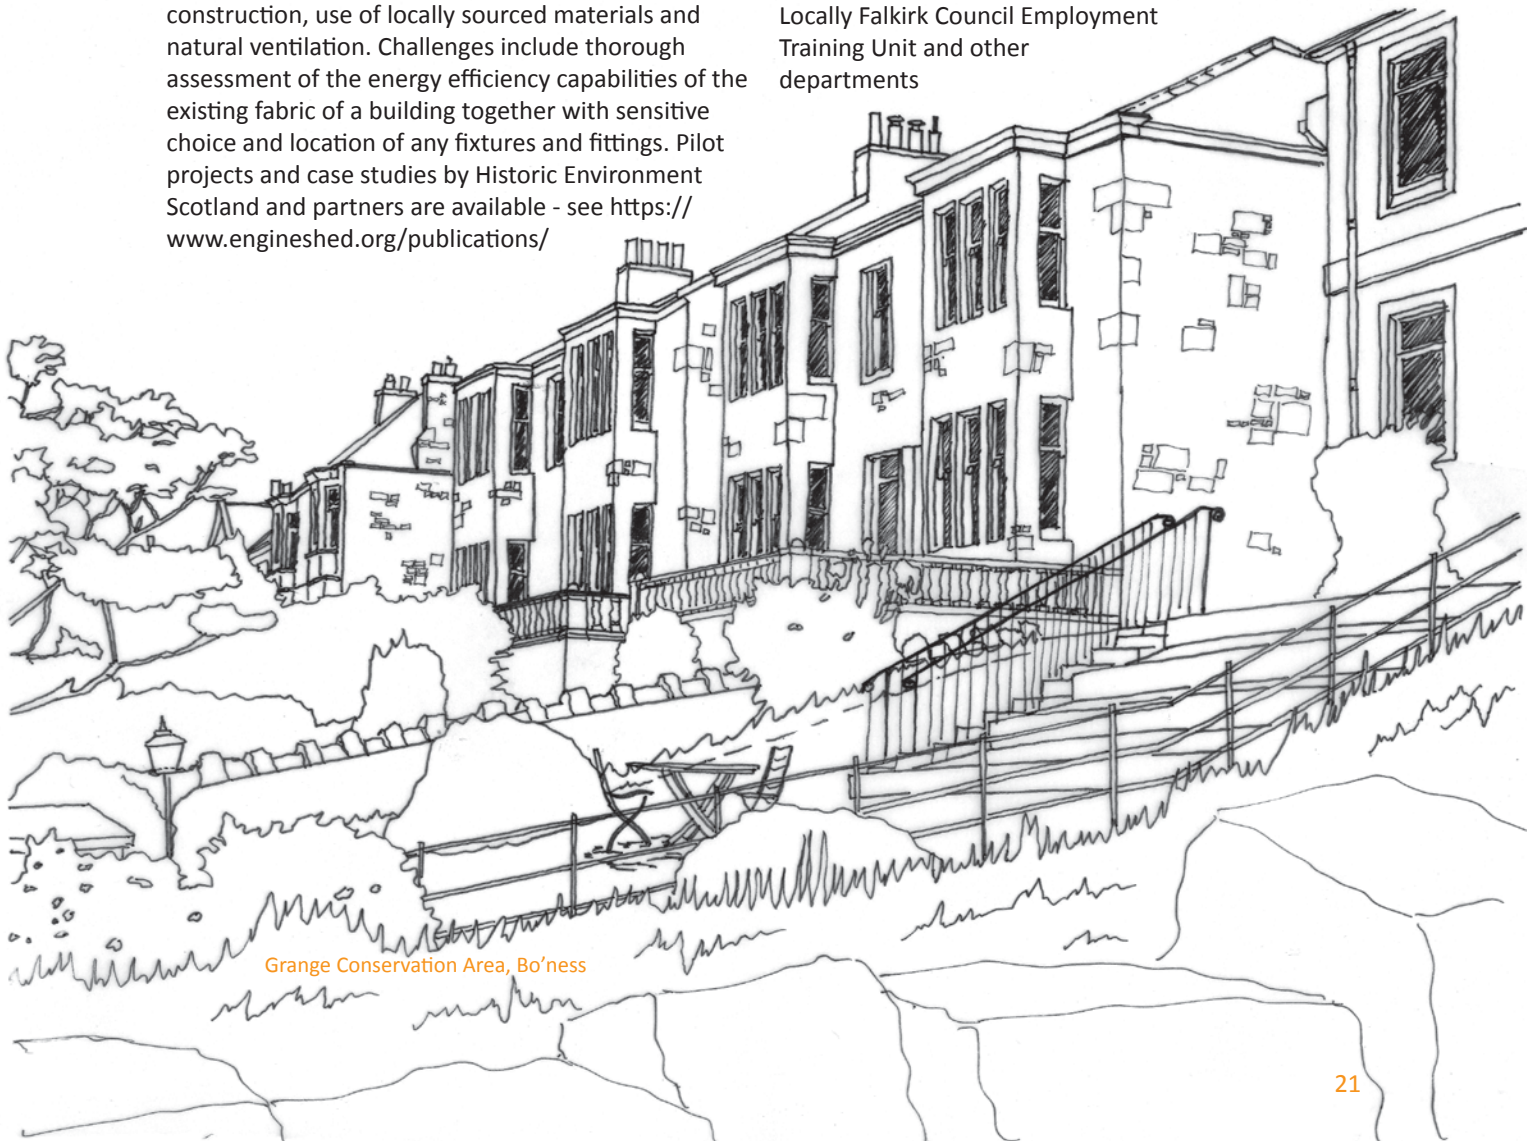 construction, use of locally sourced materials and
natural ventilation. Challenges include thorough
assessment of the energy efficiency capabilities of the
existing fabric of a building together with sensitive
choice and location of any fixtures and fittings. Pilot
projects and case studies by Historic Environment
Scotland and partners are available - see https://
www.engineshed.org/publications/
Locally Falkirk Council Employment
Training Unit and other
departments
Grange Conservation Area, Bo’ness
21